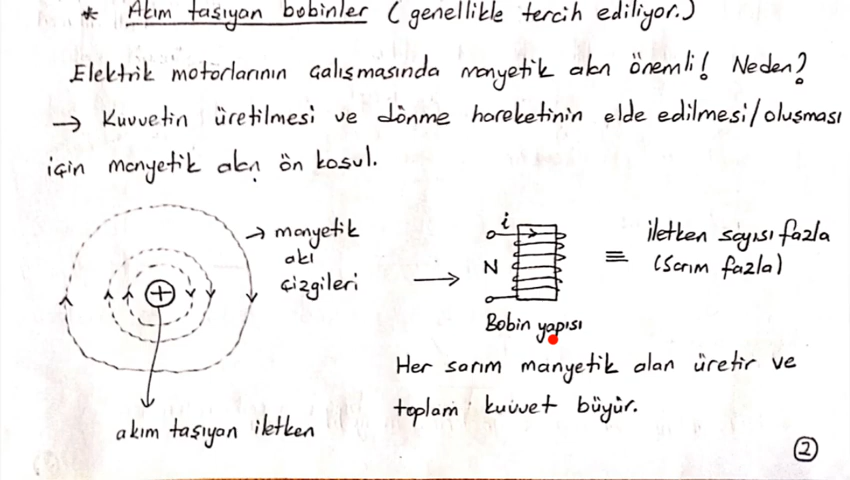 * Akım taşıyan bobinler (genellikle tercih ediliyor.)
Elektrik motorlarının çalışmasında manyetik alan önemli! Neden?
→ Kuvvetin üretilmesi ve dönme hareketinin elde edilmesi/oluşması
için manyetik alan ön koşul.
→ manyetik
akı
çizgileri
akım taşıyan iletken
i
N
Bobin yapısı
≡ iletken sayısı fazla
(Sarım fazla)
Her sarım manyetik alan üretir ve
toplam kuvvet büyür.
2